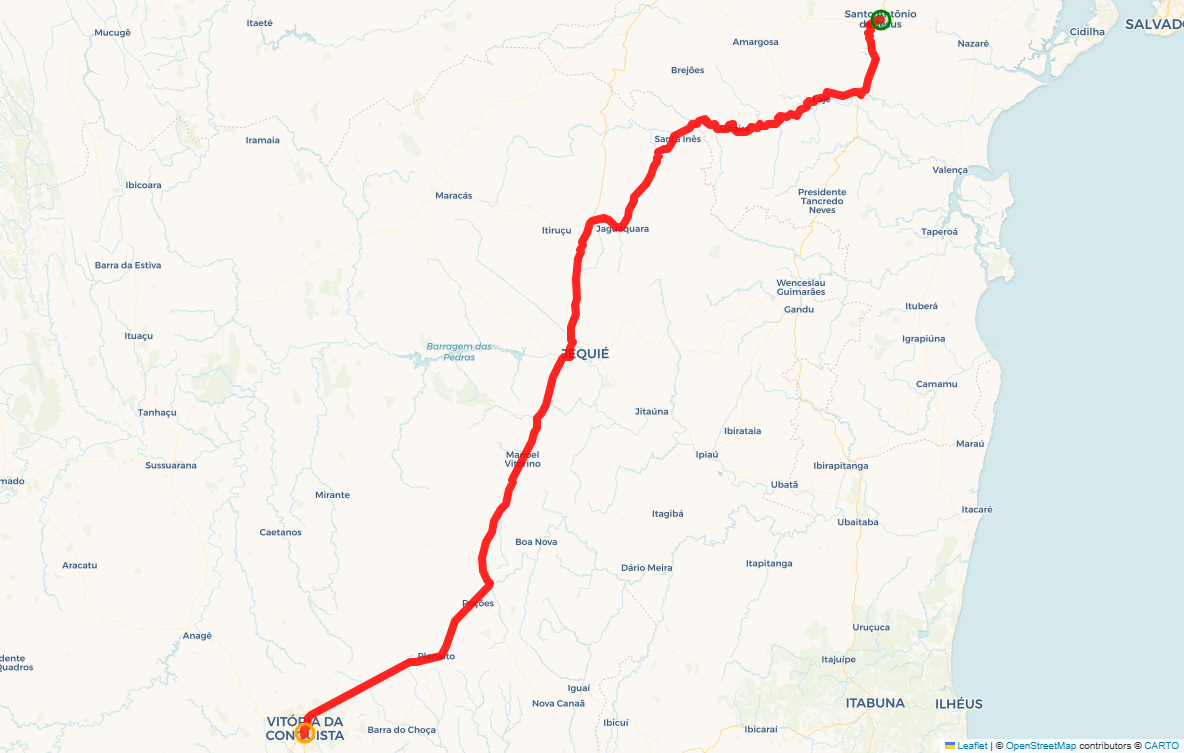 Itaeté
Santo Antônio
de Jesus
SALVADO
Mucugê
Cidilha
Amargosa
Nazaré
Brejões
Iramaia
Santa Inês
Valença
Ibicoara
Maracás
Presidente
Tancredo
Neves
Itiruçu
Jaguaquara
Taperoá
Barra da Estiva
Wenceslau
Guimarães
Gandu
Ituberá
Ituaçu
Igrapiúna
Barragem das
Pedras
JEQUIÉ
Camamu
Tanhaçu
Jitaúna
Ibirataia
Maraú
Manoel
Vitorino
Ipiaú
Sussuarana
Ibirapitanga
mado
Ubatã
Mirante
Itagibá
Itacaré
Ubaitaba
Caetanos
Boa Nova
Aracatu
Dário Meira
Itapitanga
Poções
Uruçuca
Anagé
dente
Quadros
Planalto
Itajuípe
Iguaí
Nova Canaã
ITABUNA
ILHÉUS
VITÓRIA DA
CONQUISTA
Barra do Choça
Ibicuí
Ibicaraí
Leaflet | © OpenStreetMap contributors © CARTO